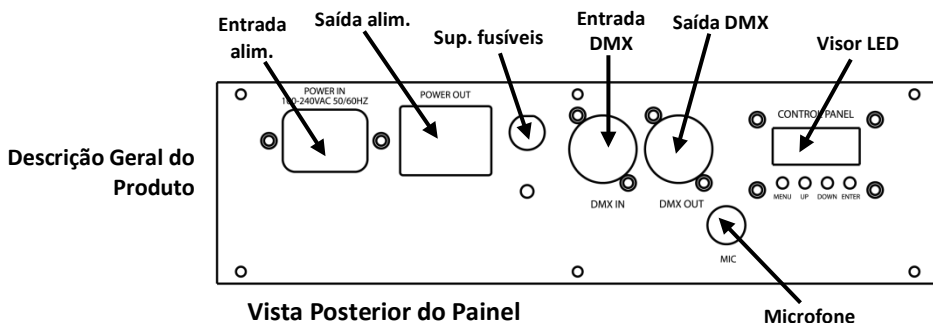 Entrada
alim.
Saída alim.
Sup. fusíveis
Entrada
DMX
Saída DMX
Visor LED
POWER IN
100-240VAC 50/60HZ
POWER OUT
CONTROL PANEL
Descrição Geral do
Produto
MENU UP DOWN ENTER
DMX IN
DMX OUT
MIC
Vista Posterior do Painel
Microfone